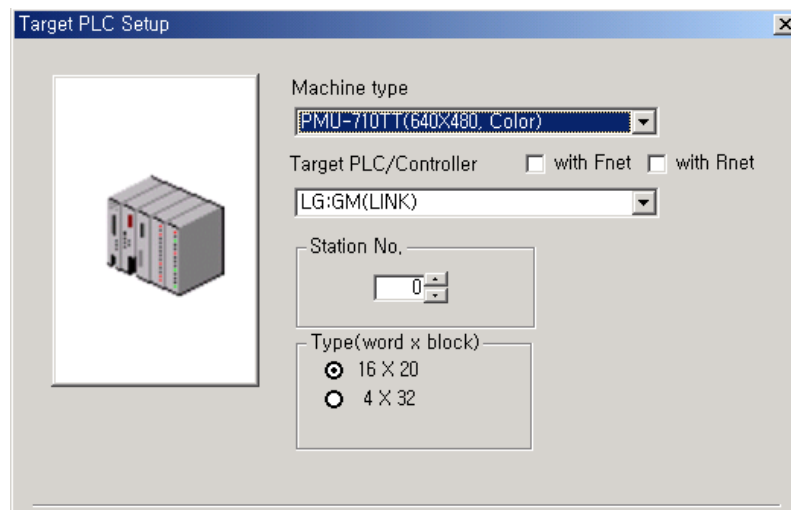 Target PLC Setup
Machine type
PMU-710TT(640X480, Color)
Target PLC/Controller with Fnet with Rnet
LG:GM(LINK)
Station No.
0
Type(word x block)
16 X 20
4 X 32